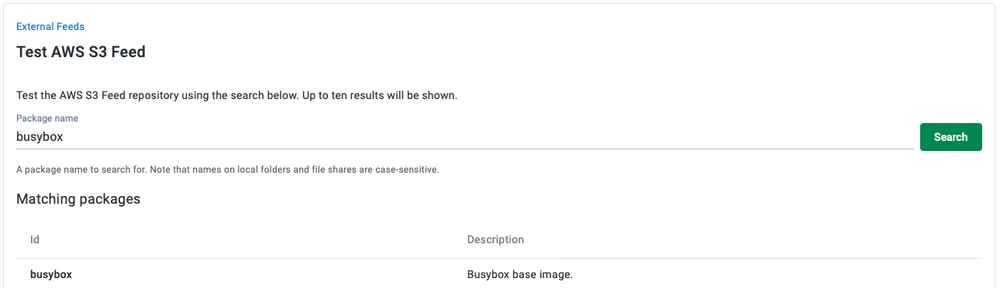 External Feeds
Test AWS S3 Feed
Test the AWS S3 Feed repository using the search below. Up to ten results will be shown.
Package name
busybox
Search
A package name to search for. Note that names on local folders and file shares are case-sensitive.
Matching packages
Id Description
busybox Busybox base image.